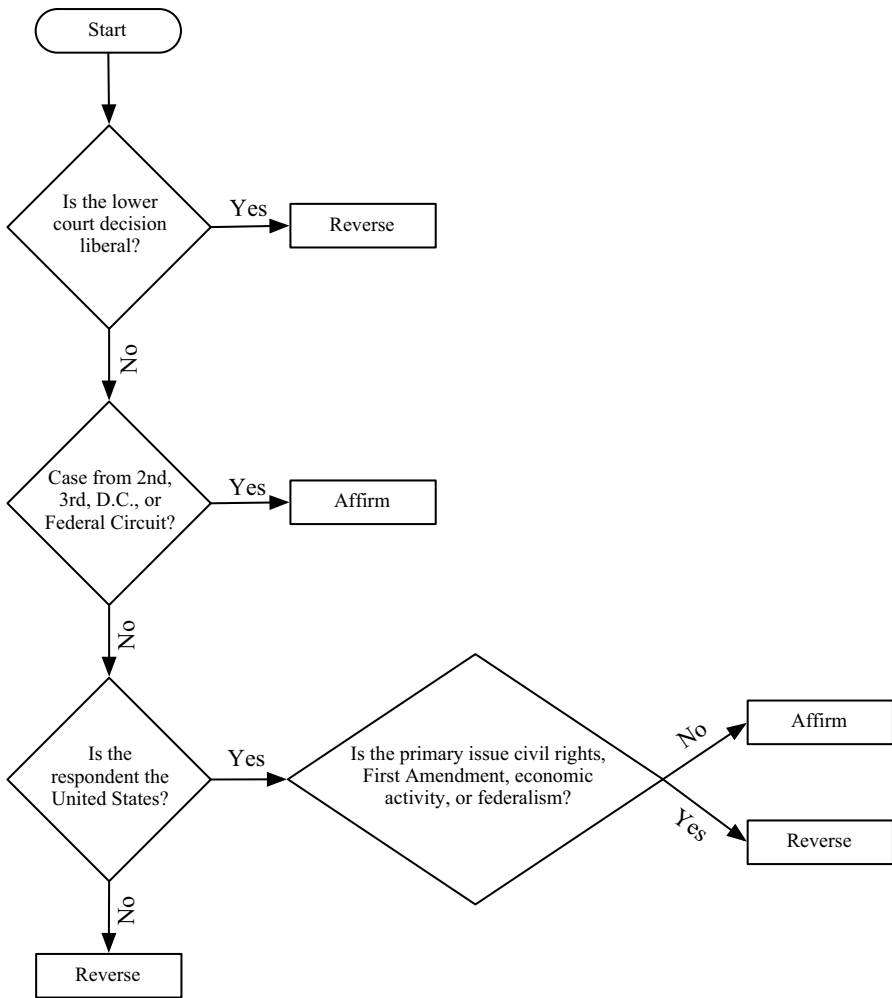 Start
Is the lower
court decision
liberal?
Yes
Reverse
No
Case from 2nd,
3rd, D.C., or
Federal Circuit?
Yes
Affirm
No
Is the
respondent the
United States?
Yes
Is the primary issue civil rights,
First Amendment, economic
activity, or federalism?
No
Affirm
Yes
Reverse
No
Reverse